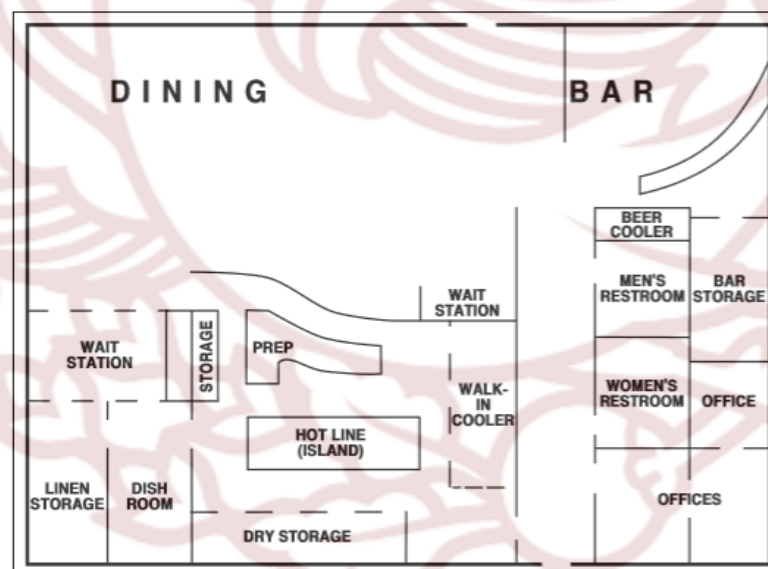 DINING
BAR
BEER
COOLER
MEN'S
RESTROOM
BAR
STORAGE
WAIT
STATION
WAIT
STATION
STORAGE
PREP
WALK-
IN
COOLER
WOMEN'S
RESTROOM
OFFICE
HOT LINE
(ISLAND)
LINEN
STORAGE
DISH
ROOM
OFFICES
DRY STORAGE